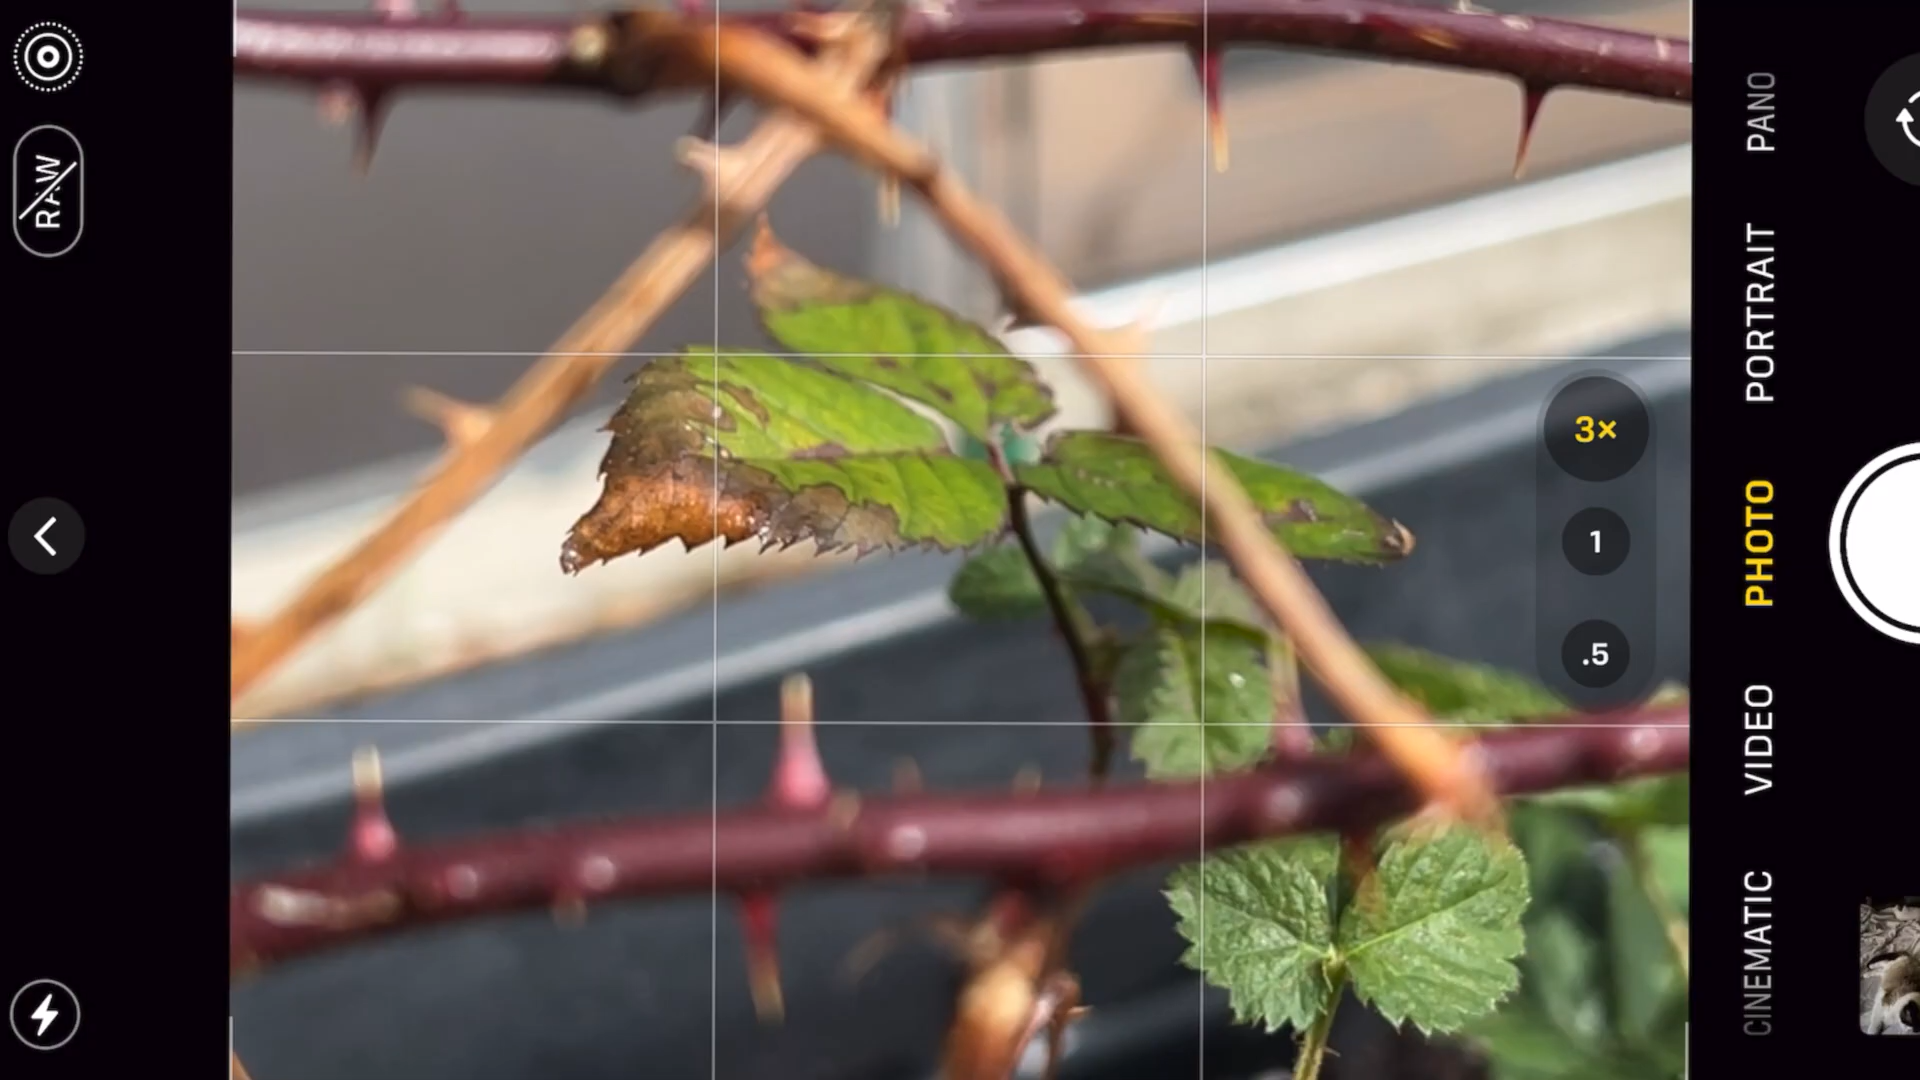 RAW
3×
1
.5
PANO
PORTRAIT
PHOTO
VIDEO
CINEMATIC